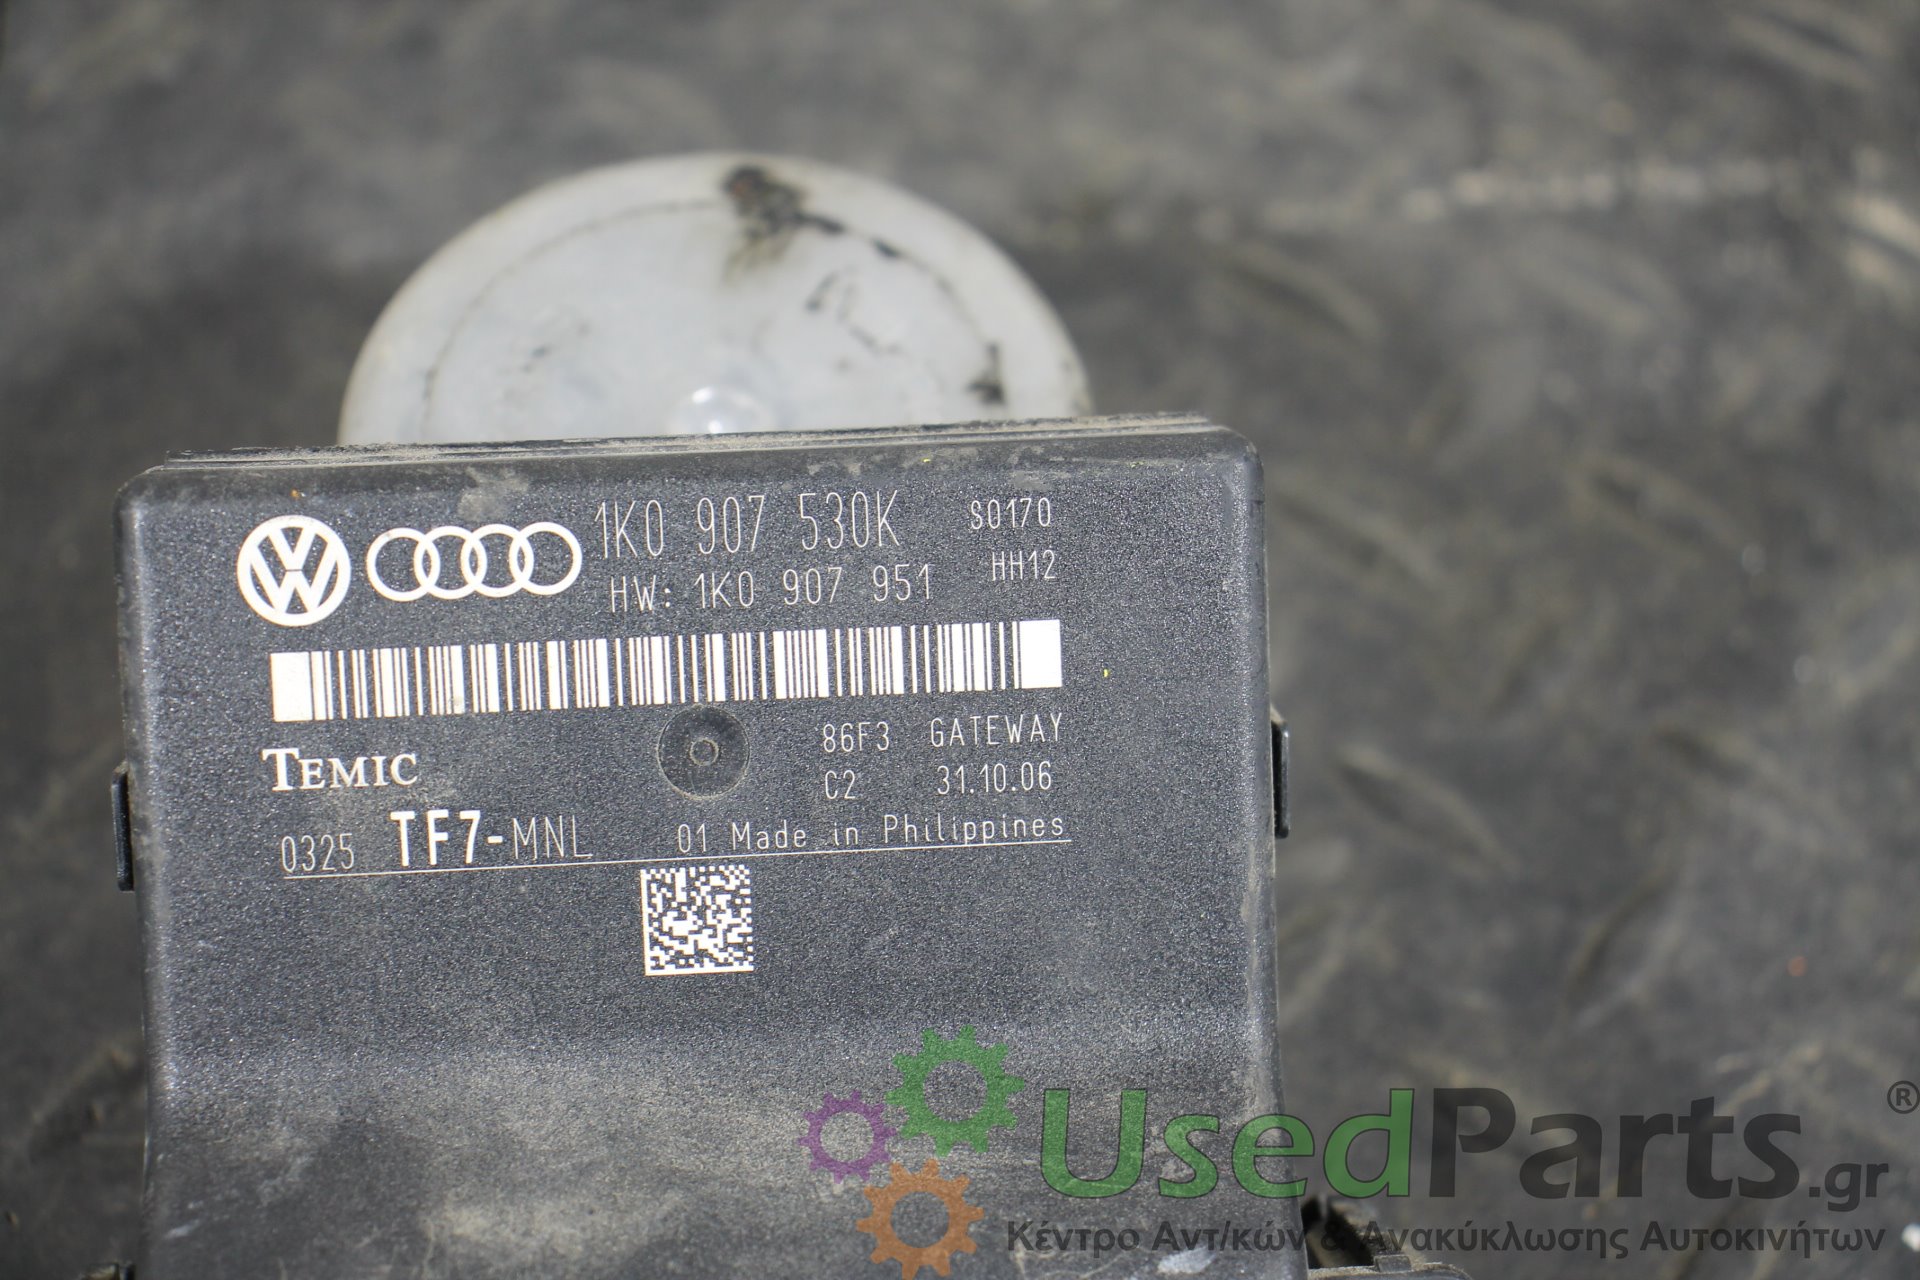 1K0 907 530K S0170
HW: 1K0 907 951 HH12
TEMIC 86F3 GATEWAY
C2 31.10.06
0325 TF7-MNL 01 Made in Philippines
UsedParts.gr ®
Κέντρο Αντ/κών & Ανακύκλωσης Αυτοκινήτων